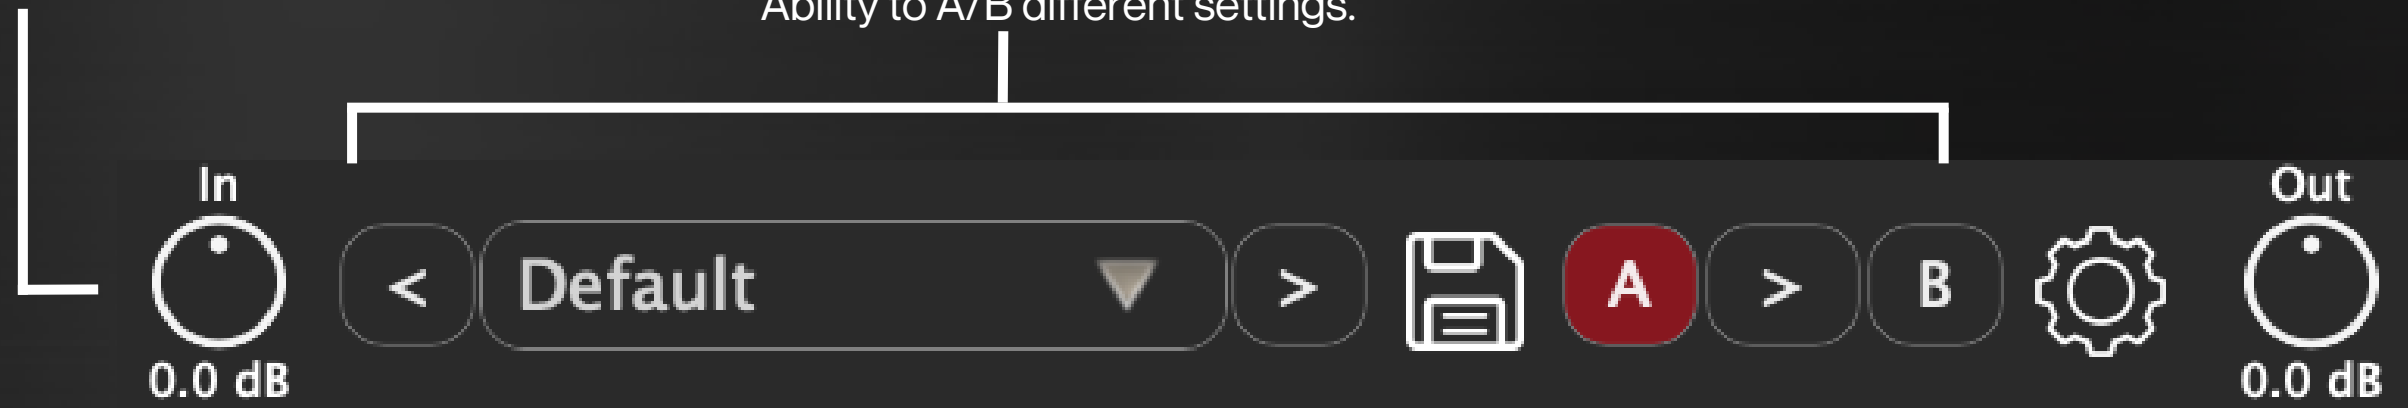 Ability to A/B different settings.
In
Out
< Default > A > B
0.0 dB
0.0 dB